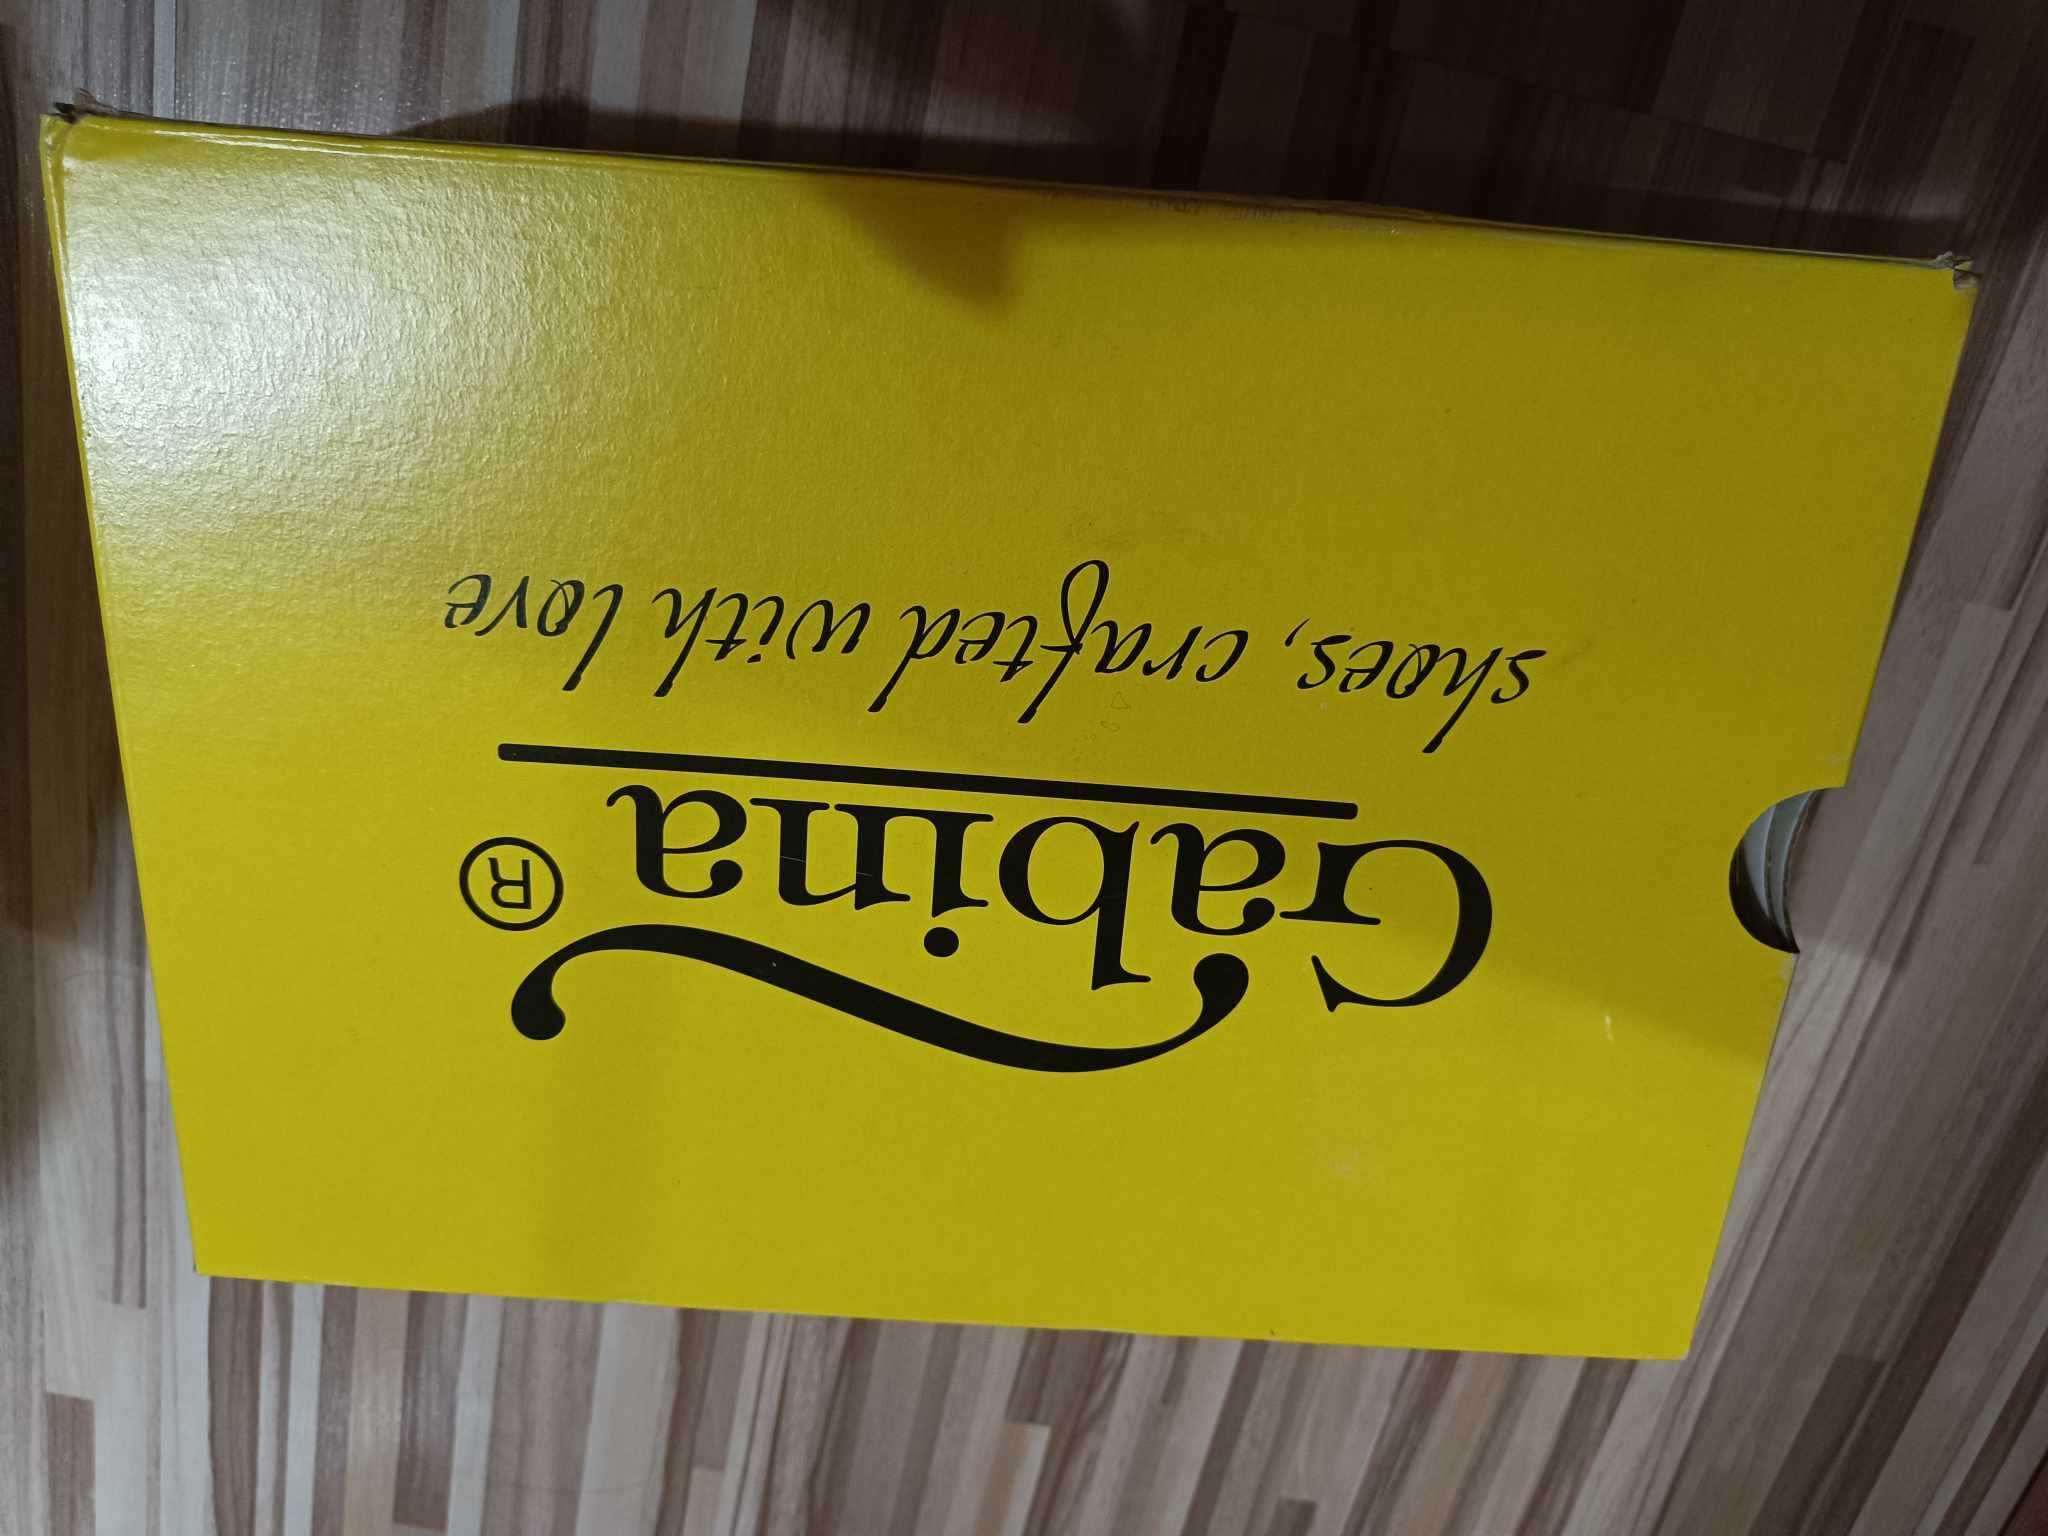 Gabina®
shoes, crafted with love